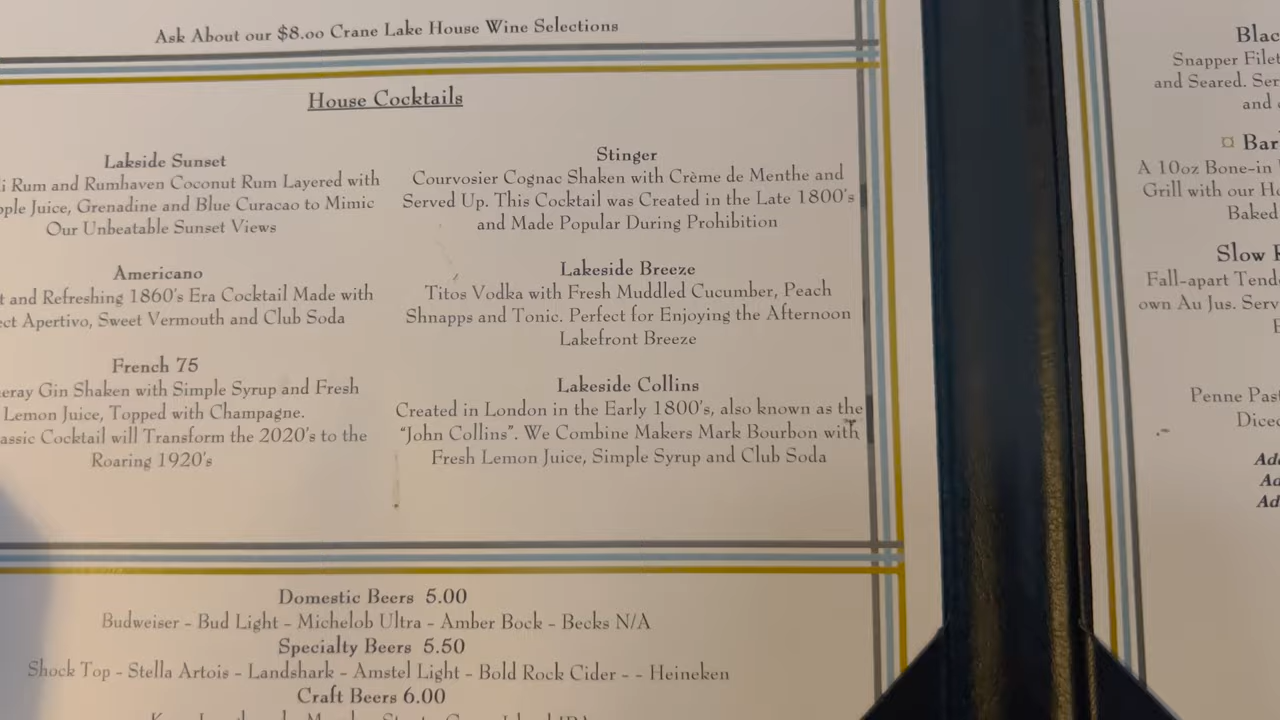 Ask About our $8.00 Crane Lake House Wine Selections
House Cocktails
Lakside Sunset
Rum and Rumhaven Coconut Rum Layered with
Juice, Grenadine and Blue Curacao to Mimic
Our Unbeatable Sunset Views
Americano
and Refreshing 1860's Era Cocktail Made with
Apertivo, Sweet Vermouth and Club Soda
French 75
Gin Shaken with Simple Syrup and Fresh
Lemon Juice, Topped with Champagne.
Cocktail will Transform the 2020's to the
Roaring 1920's
Stinger
Courvosier Cognac Shaken with Crème de Menthe and
Served Up. This Cocktail was Created in the Late 1800's
and Made Popular During Prohibition
Lakeside Breeze
Titos Vodka with Fresh Muddled Cucumber, Peach
Shnapps and Tonic. Perfect for Enjoying the Afternoon
Lakefront Breeze
Lakeside Collins
Created in London in the Early 1800's, also known as the
"John Collins". We Combine Makers Mark Bourbon with
Fresh Lemon Juice, Simple Syrup and Club Soda
Domestic Beers 5.00
Budweiser - Bud Light - Michelob Ultra - Amber Bock - Becks N/A
Specialty Beers 5.50
Shock Top - Stella Artois - Landshark - Amstel Light - Bold Rock Cider - - Heineken
Craft Beers 6.00
Snapper Filet
and Seared.
and
A 10oz Bone-in
Grill with our
Baked
Slow
Fall-apart
own Au Jus.
Penne